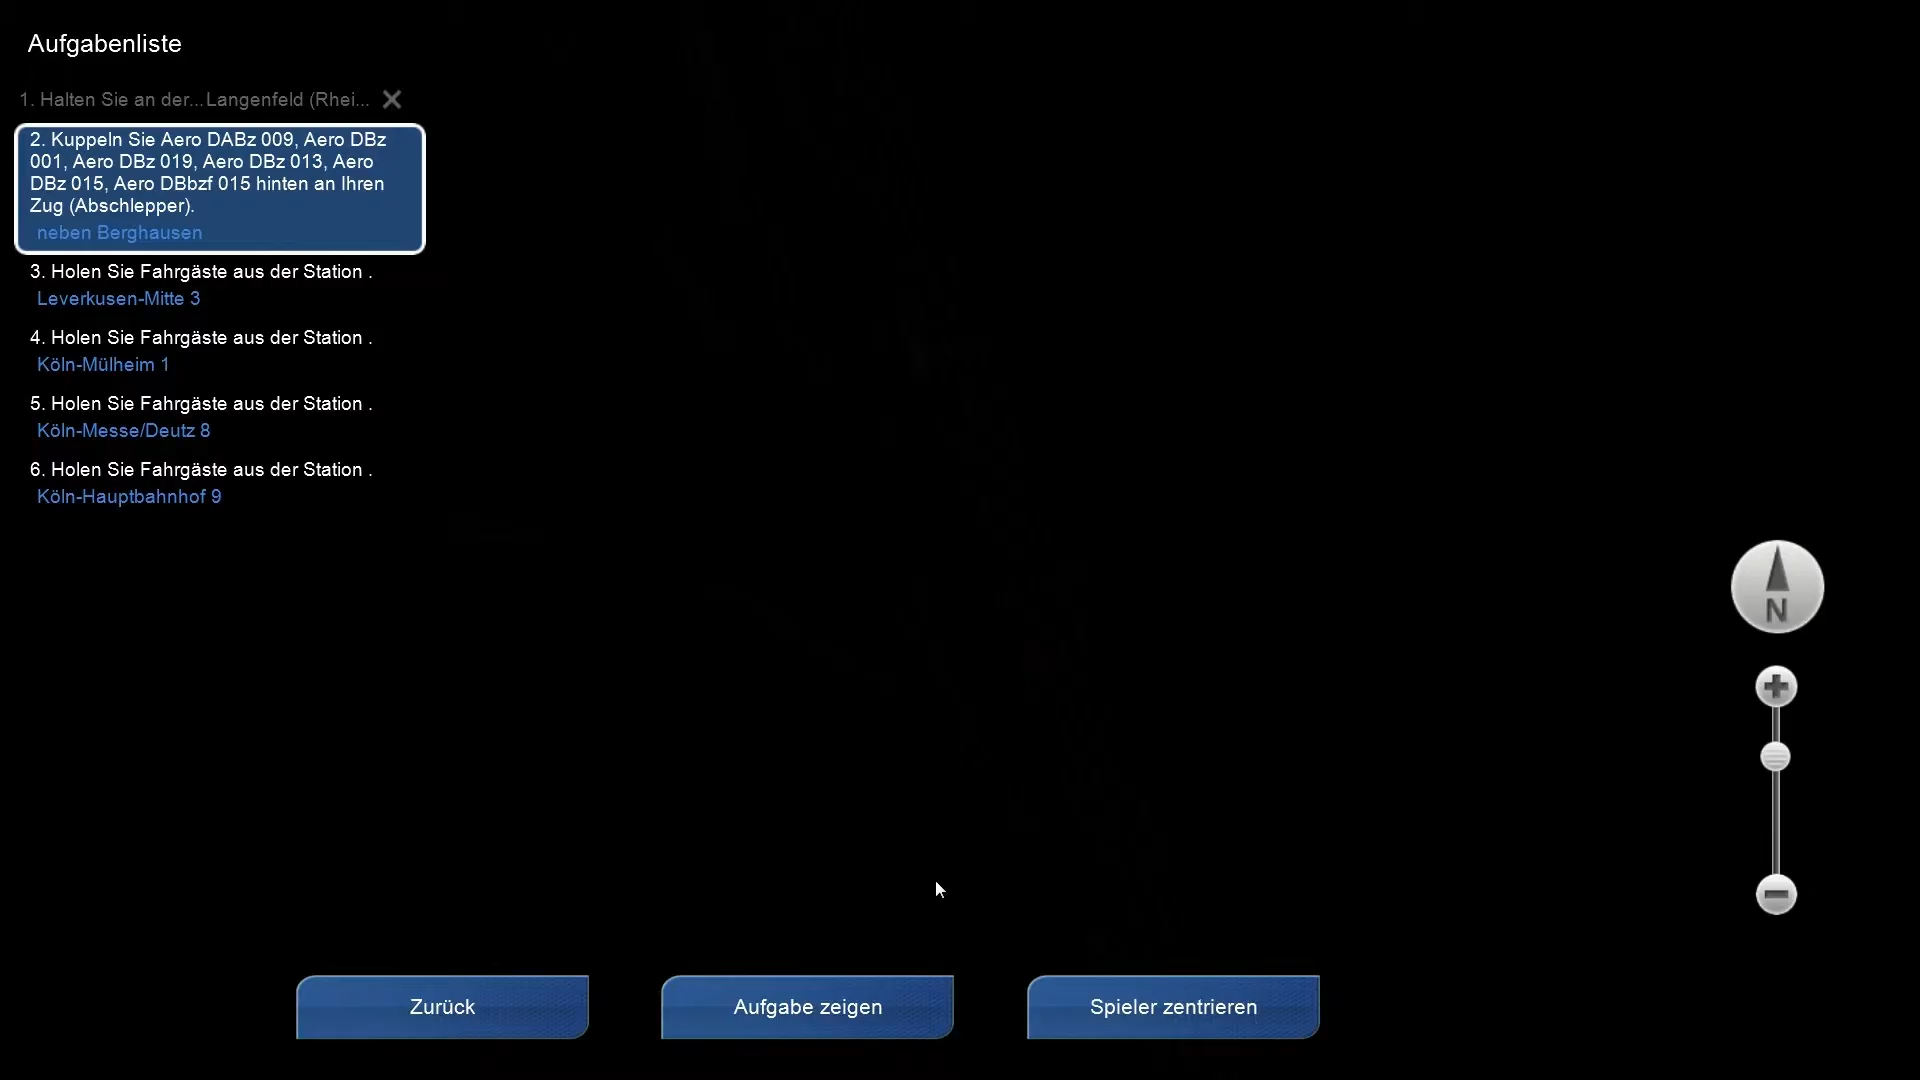 Aufgabenliste
1. Halten Sie an der... Langenfeld (Rhei...
2. Kuppeln Sie Aero DABz 009, Aero DBz
001, Aero DBz 019, Aero DBz 013, Aero
DBz 015, Aero DBbzf 015 hinten an Ihren
Zug (Abschlepper).
neben Berghausen
3. Holen Sie Fahrgäste aus der Station .
Leverkusen-Mitte 3
4. Holen Sie Fahrgäste aus der Station .
Köln-Mülheim 1
5. Holen Sie Fahrgäste aus der Station .
Köln-Messe/Deutz 8
6. Holen Sie Fahrgäste aus der Station .
Köln-Hauptbahnhof 9
N
Zurück
Aufgabe zeigen
Spieler zentrieren